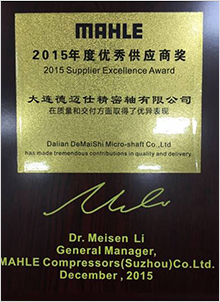 MAHLE
2015年度优秀供应商奖
2015 Supplier Excellence Award
大连德迈仕精密轴有限公司
在质量和交付方面取得了优异表现
Dalian DeMaiShi Micro-shaft Co.,Ltd
has made tremendous contributions in quality and delivery.
Dr. Meisen Li
General Manager,
MAHLE Compressors(Suzhou)Co.Ltd.
December , 2015